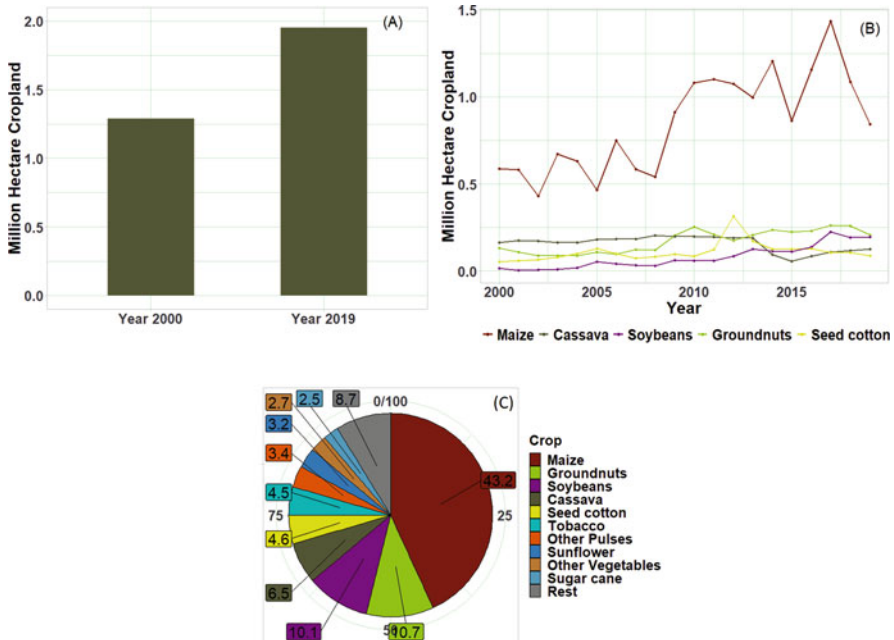 (A)
Million Hectare Cropland
2.0
1.5
1.0
0.5
0.0
Year 2000
Year 2019
(B)
Million Hectare Cropland
1.5
1.0
0.5
0.0
2000
2005
2010
2015
Year
Maize
Cassava
Soybeans
Groundnuts
Seed cotton
(C)
0/100
25
75
2.7
2.5
8.7
3.2
3.4
4.5
4.6
6.5
10.1
10.7
43.2
Crop
Maize
Groundnuts
Soybeans
Cassava
Seed cotton
Tobacco
Other Pulses
Sunflower
Other Vegetables
Sugar cane
Rest